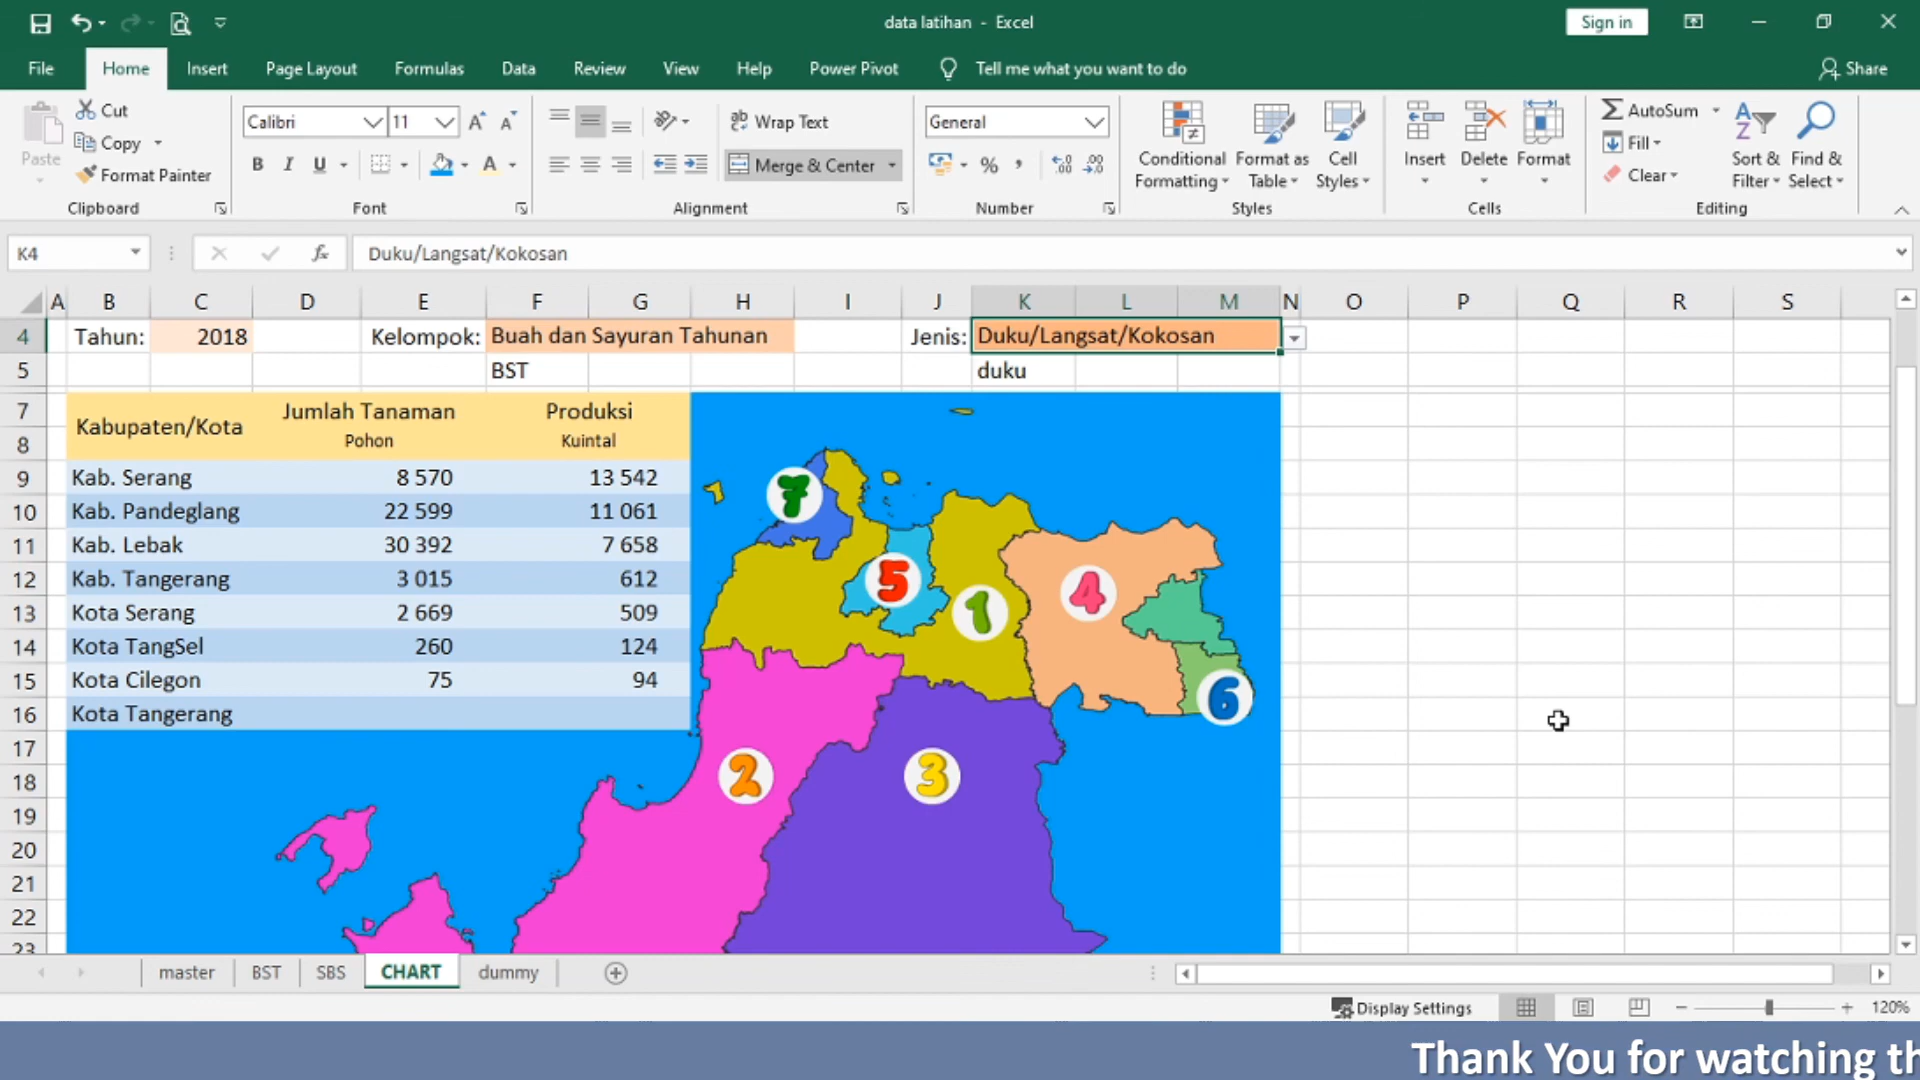 data latihan - Excel
Sign in
File Home Insert Page Layout Formulas Data Review View Help Power Pivot Tell me what you want to do Share
Paste
Cut
Copy
Format Painter
Clipboard
Calibri 11
B I U A
Font
Wrap Text
Merge & Center
Alignment
General
%
Number
Conditional Formatting
Format as Table
Cell Styles
Styles
Insert
Delete
Format
Cells
AutoSum
Fill
Clear
Sort & Filter
Find & Select
Editing
K4 fx Duku/Langsat/Kokosan
A B C D E F G H I J K L M N O P Q R S
4 Tahun: 2018 Kelompok: Buah dan Sayuran Tahunan Jenis: Duku/Langsat/Kokosan
5 BST duku
7 Kabupaten/Kota Jumlah Tanaman Produksi
8 Pohon Kuintal
9 Kab. Serang 8 570 13 542
10 Kab. Pandeglang 22 599 11 061
11 Kab. Lebak 30 392 7 658
12 Kab. Tangerang 3 015 612
13 Kota Serang 2 669 509
14 Kota TangSel 260 124
15 Kota Cilegon 75 94
16 Kota Tangerang
17
18
19
20
21
22
23
7
5
1
4
6
2
3
master BST SBS CHART dummy
Display Settings 120%
Thank You for watching th